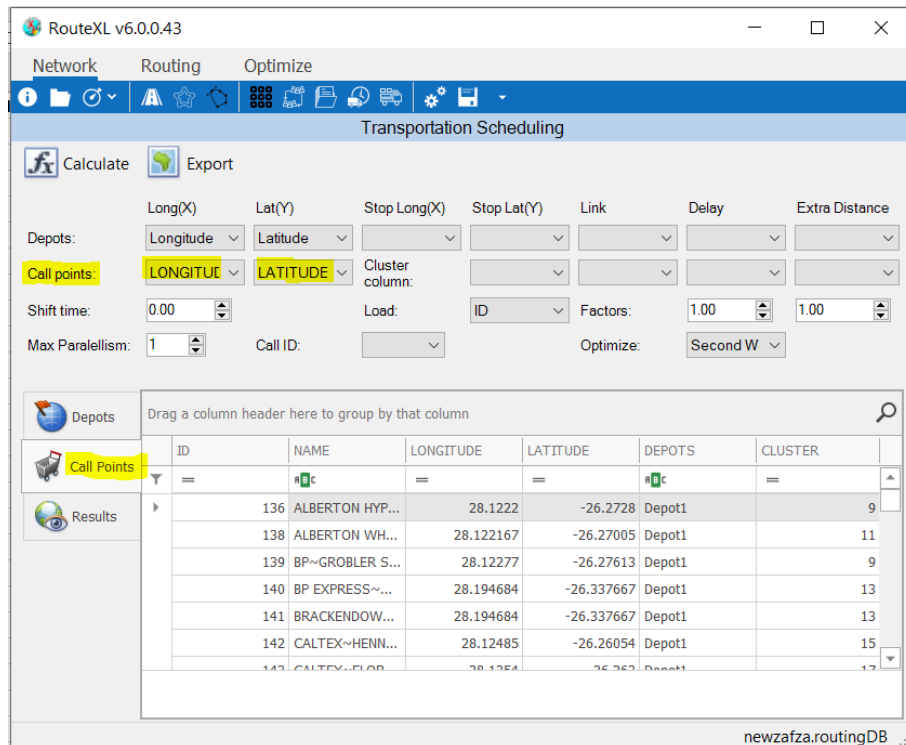 RouteXL v6.0.0.43
Network Routing Optimize
Transportation Scheduling
fx Calculate Export
Long(X) Lat(Y) Stop Long(X) Stop Lat(Y) Link Delay Extra Distance
Depots: Longitude Latitude
Call points: LONGITUD LATITUDE Cluster column:
Shift time: 0.00 Load: ID Factors: 1.00 1.00
Max Paralellism: 1 Call ID: Optimize: Second W
Depots
Call Points
Results
Drag a column header here to group by that column
ID NAME LONGITUDE LATITUDE DEPOTS CLUSTER
= ABC = = ABC =
136 ALBERTON HYP... 28.1222 -26.2728 Depot1 9
138 ALBERTON WH... 28.122167 -26.27005 Depot1 11
139 BP~GROBLER S... 28.12277 -26.27613 Depot1 9
140 BP EXPRESS~... 28.194684 -26.337667 Depot1 13
141 BRACKENDOW... 28.194684 -26.337667 Depot1 13
142 CALTEX~HENN... 28.12485 -26.26054 Depot1 15
newzafza.routingDB